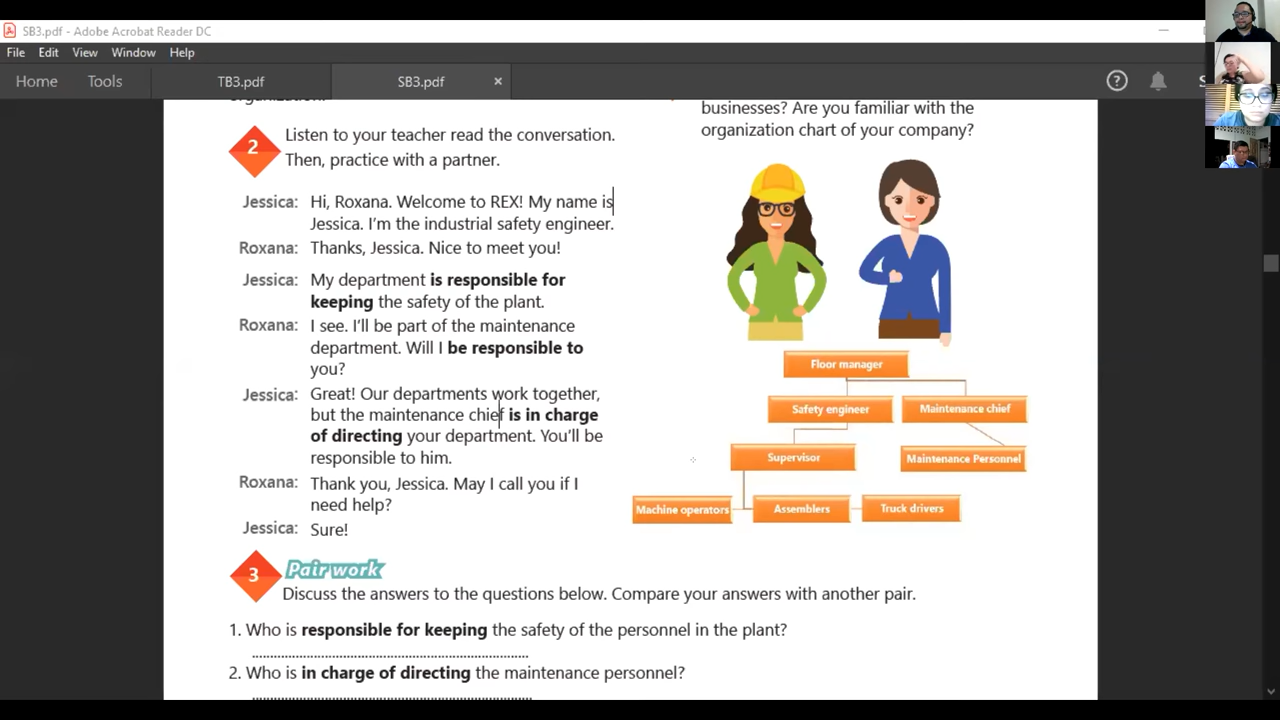 SB3.pdf - Adobe Acrobat Reader DC
File Edit View Window Help
Home Tools TB3.pdf SB3.pdf ×
?
2
Listen to your teacher read the conversation.
Then, practice with a partner.
Jessica: Hi, Roxana. Welcome to REX! My name is
Jessica. I'm the industrial safety engineer.
Roxana: Thanks, Jessica. Nice to meet you!
Jessica: My department is responsible for
keeping the safety of the plant.
Roxana: I see. I'll be part of the maintenance
department. Will I be responsible to
you?
Jessica: Great! Our departments work together,
but the maintenance chief is in charge
of directing your department. You'll be
responsible to him.
Roxana: Thank you, Jessica. May I call you if I
need help?
Jessica: Sure!
businesses? Are you familiar with the
organization chart of your company?
Floor manager
Safety engineer Maintenance chief
Supervisor Maintenance Personnel
Machine operators Assemblers Truck drivers
3 Pair work
Discuss the answers to the questions below. Compare your answers with another pair.
1. Who is responsible for keeping the safety of the personnel in the plant?
2. Who is in charge of directing the maintenance personnel?